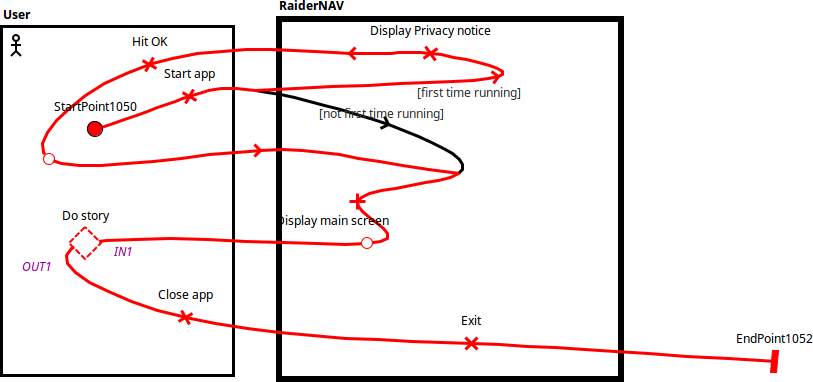 User
RaiderNAV
Display Privacy notice
Hit OK
Start app
[first time running]
StartPoint1050
[not first time running]
Do story
Display main screen
IN1
OUT1
Close app
Exit
EndPoint1052